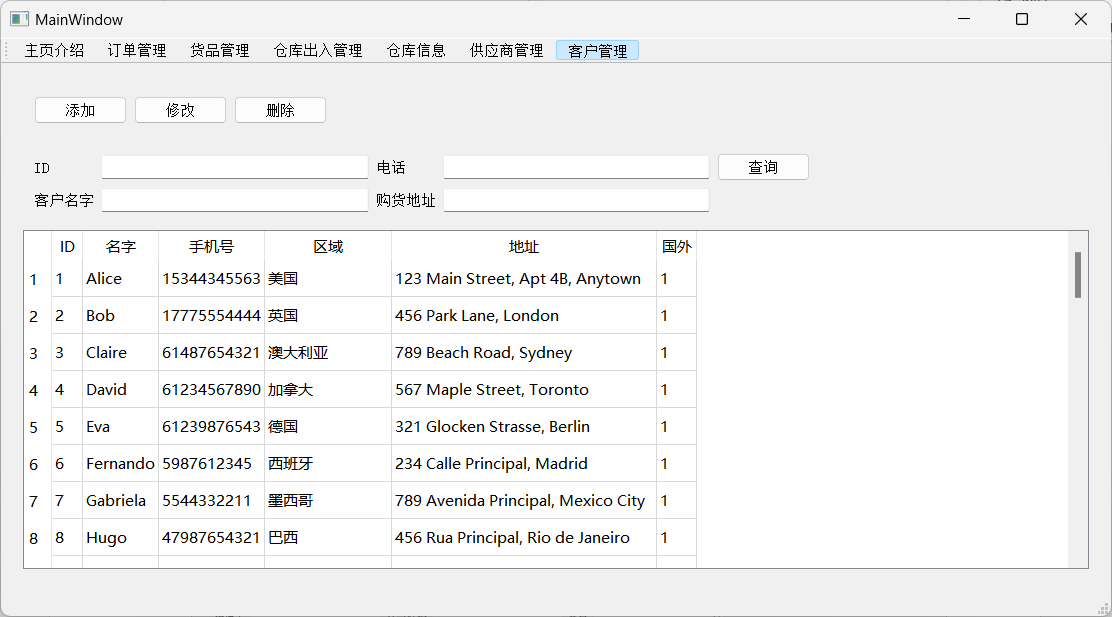 MainWindow
主页介绍 订单管理 货品管理 仓库出入管理 仓库信息 供应商管理 客户管理
添加 修改 删除
ID 电话 查询
客户名字 购货地址
ID 名字 手机号 区域 地址 国外
1 1 Alice 15344345563 美国 123 Main Street, Apt 4B, Anytown 1
2 2 Bob 17775554444 英国 456 Park Lane, London 1
3 3 Claire 61487654321 澳大利亚 789 Beach Road, Sydney 1
4 4 David 61234567890 加拿大 567 Maple Street, Toronto 1
5 5 Eva 61239876543 德国 321 Glocken Strasse, Berlin 1
6 6 Fernando 5987612345 西班牙 234 Calle Principal, Madrid 1
7 7 Gabriela 5544332211 墨西哥 789 Avenida Principal, Mexico City 1
8 8 Hugo 47987654321 巴西 456 Rua Principal, Rio de Janeiro 1